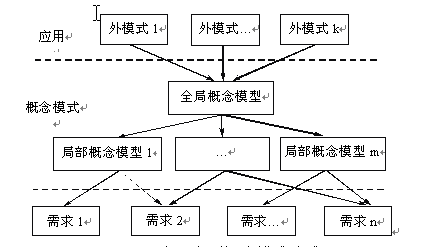 外模式 1
外模式…
外模式 k
应用
全局概念模型
概念模式
局部概念模型 1
…
局部概念模型 m
需求 1
需求 2
需求…
需求 n